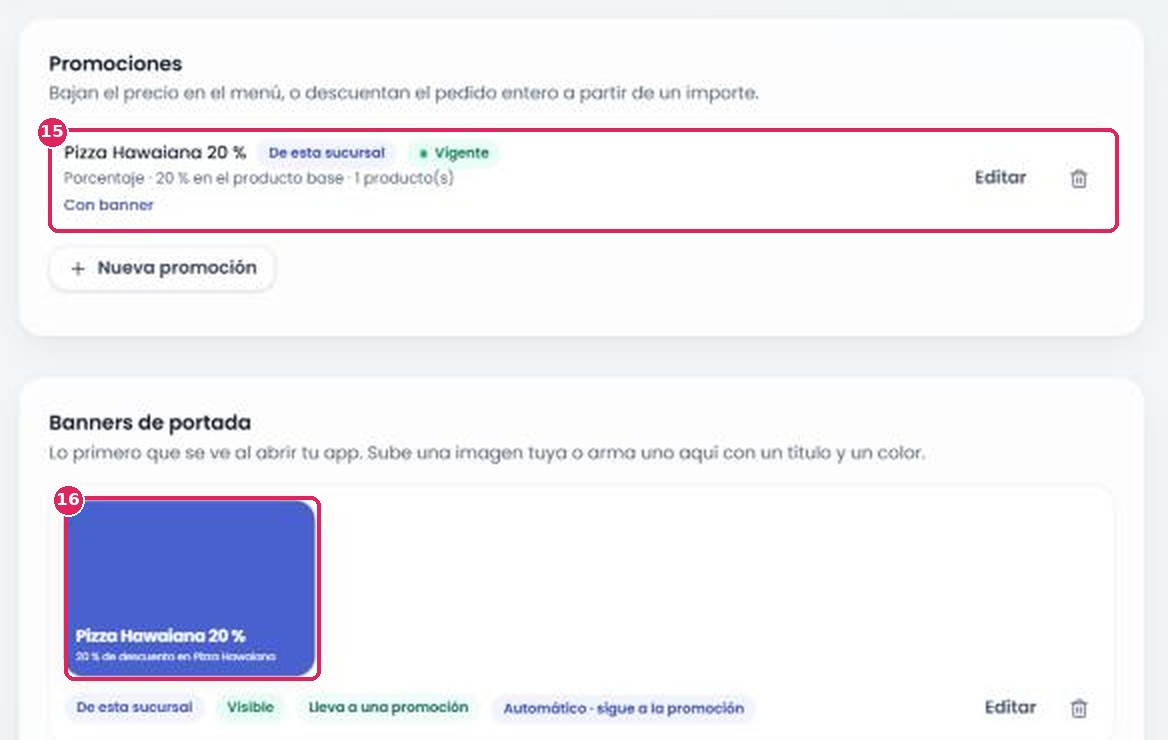 Promociones
Bajan el precio en el menú, o descuentan el pedido entero a partir de un importe.
15
Pizza Hawaiana 20 % De esta sucursal Vigente
Porcentaje · 20 % en el producto base · 1 producto(s)
Con banner
Editar
+ Nueva promoción
Banners de portada
Lo primero que se ve al abrir tu app. Sube una imagen tuya o arma uno aquí con un título y un color.
16
Pizza Hawaiana 20 %
20 % de descuento en Pizza Hawaiana
De esta sucursal Visible Lleva a una promoción Automático · sigue a la promoción Editar